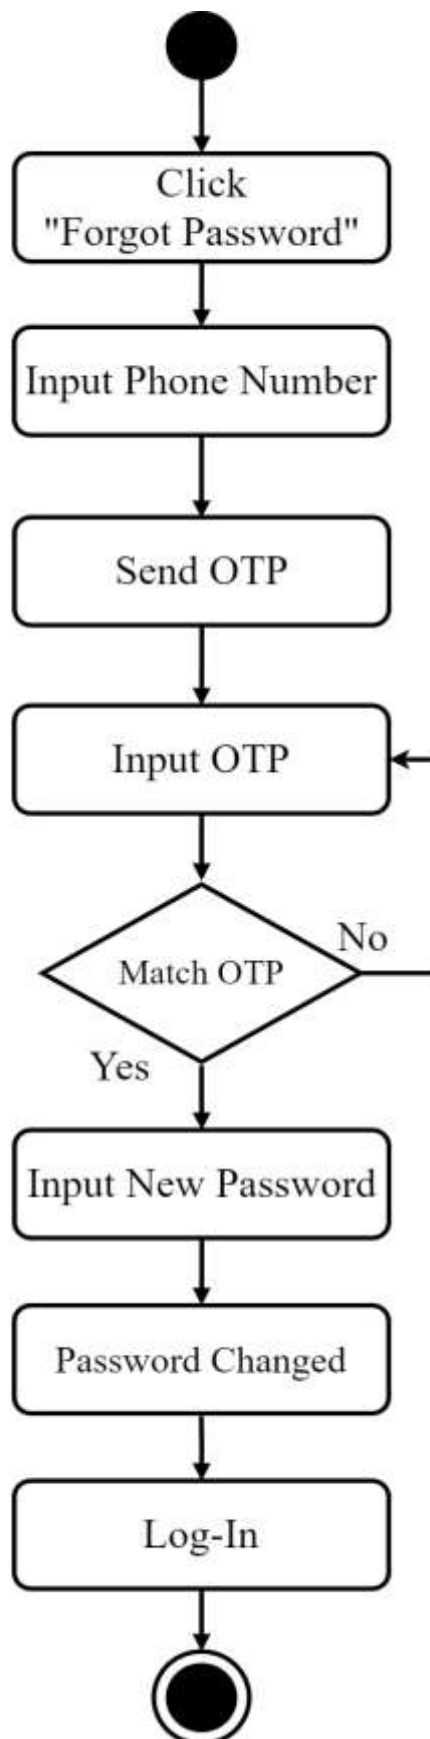 Click
"Forgot Password"
Input Phone Number
Send OTP
Input OTP
Match OTP
No
Yes
Input New Password
Password Changed
Log-In